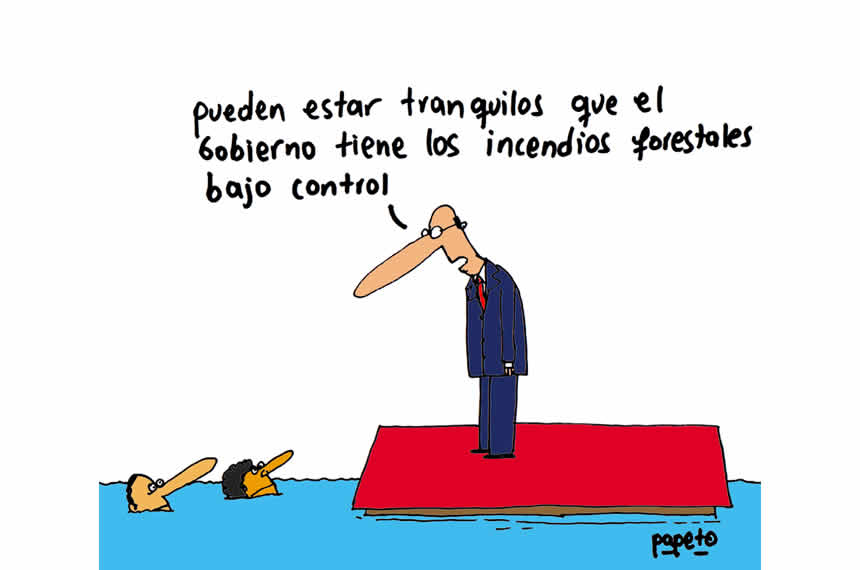 pueden estar tranquilos que el
Gobierno tiene los incendios forestales
bajo control
papeto